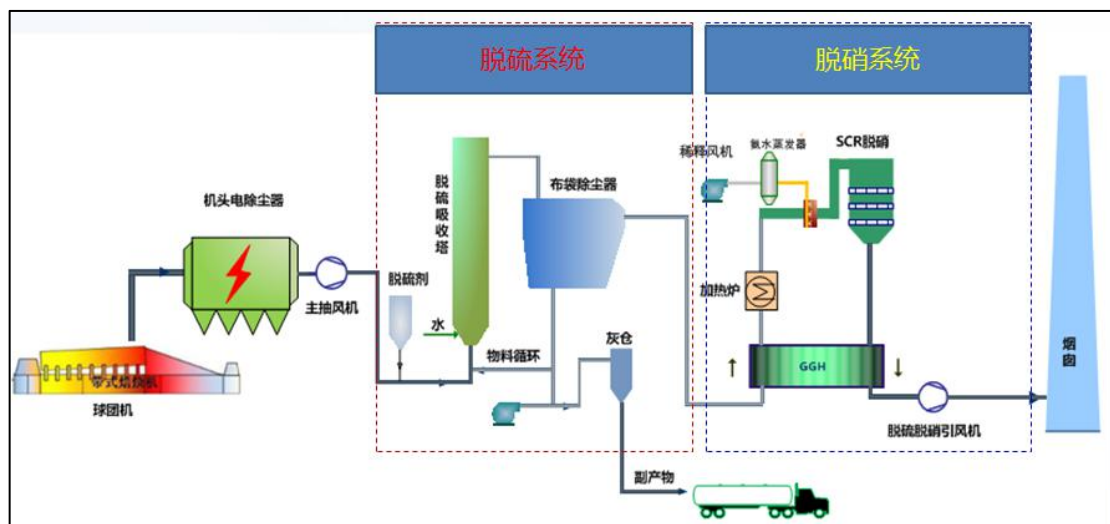 脱硫系统
脱硝系统
机头电除尘器
主抽风机
带式焙烧机
球团机
脱硫剂
水
脱硫吸收塔
布袋除尘器
物料循环
灰仓
副产物
稀释风机
氨水蒸发器
SCR脱硝
加热炉
GGH
脱硫脱硝引风机
烟囱